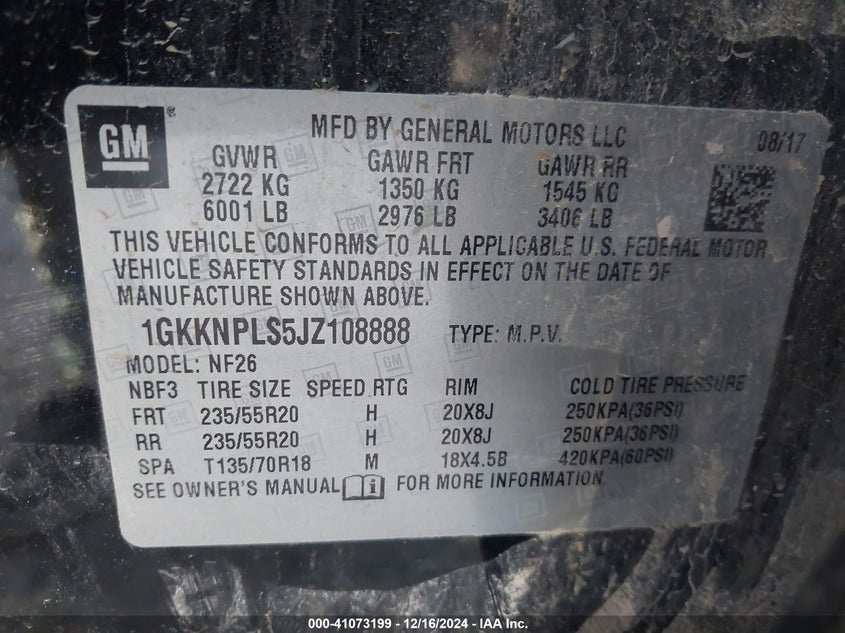 GM
MFD BY GENERAL MOTORS LLC 08/17
GVWR GAWR FRT GAWR RR
2722 KG 1350 KG 1545 KG
6001 LB 2976 LB 3406 LB
THIS VEHICLE CONFORMS TO ALL APPLICABLE U.S. FEDERAL MOTOR
VEHICLE SAFETY STANDARDS IN EFFECT ON THE DATE OF
MANUFACTURE SHOWN ABOVE.
1GKKNPLS5JZ108888 TYPE: M.P.V.
MODEL: NF26
NBF3 TIRE SIZE SPEED RTG RIM COLD TIRE PRESSURE
FRT 235/55R20 H 20X8J 250KPA(36PSI)
RR 235/55R20 H 20X8J 250KPA(36PSI)
SPA T135/70R18 M 18X4.5B 420KPA(60PSI)
SEE OWNER'S MANUAL i FOR MORE INFORMATION.
000-41073199 - 12/16/2024 - IAA Inc.